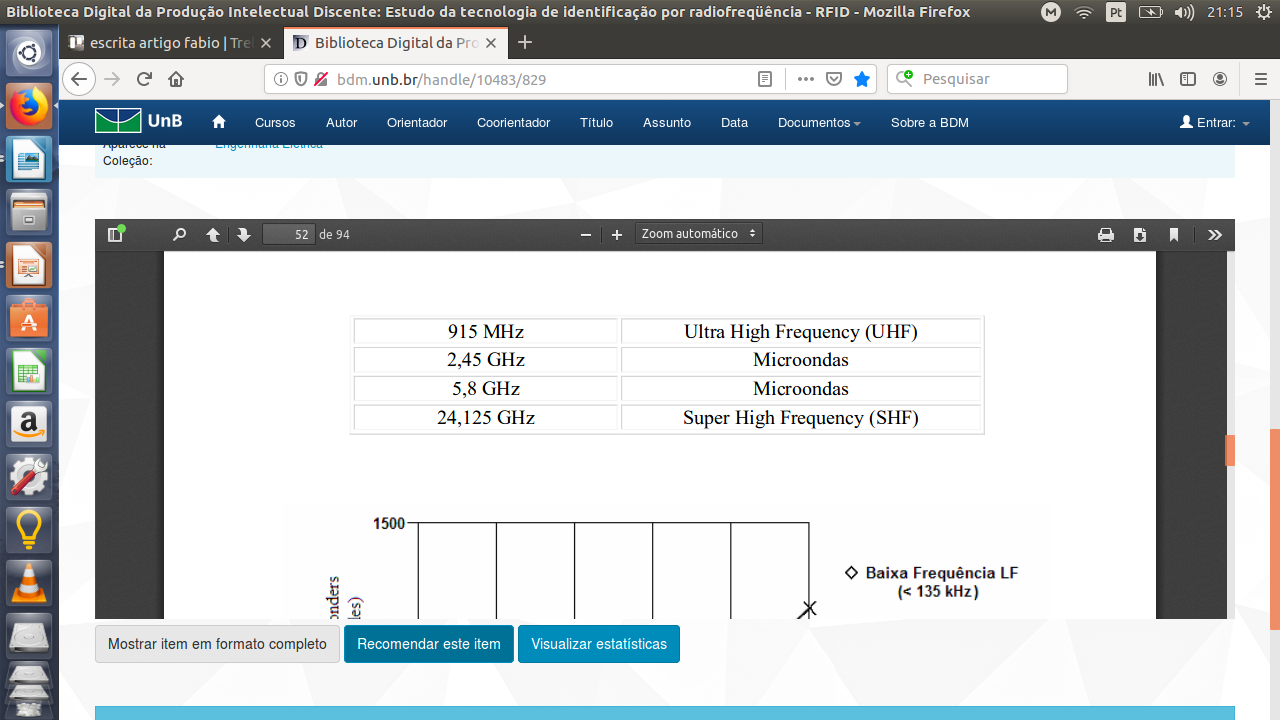 Biblioteca Digital da Produção Intelectual Discente: Estudo da tecnologia de identificação por radiofreqüência - RFID - Mozilla Firefox
M
Pt
21:15
escrita artigo fabio | Trel
Biblioteca Digital da Pro
bdm.unb.br/handle/10483/829
Pesquisar
UnB
Cursos
Autor
Orientador
Coorientador
Título
Assunto
Data
Documentos
Sobre a BDM
Entrar:
Aparece na
Coleção:
Engenharia Elétrica
52 de 94
Zoom automático
915 MHz Ultra High Frequency (UHF)
2,45 GHz Microondas
5,8 GHz Microondas
24,125 GHz Super High Frequency (SHF)
1500
Baixa Frequência LF
(< 135 kHz)
Mostrar item em formato completo
Recomendar este item
Visualizar estatísticas